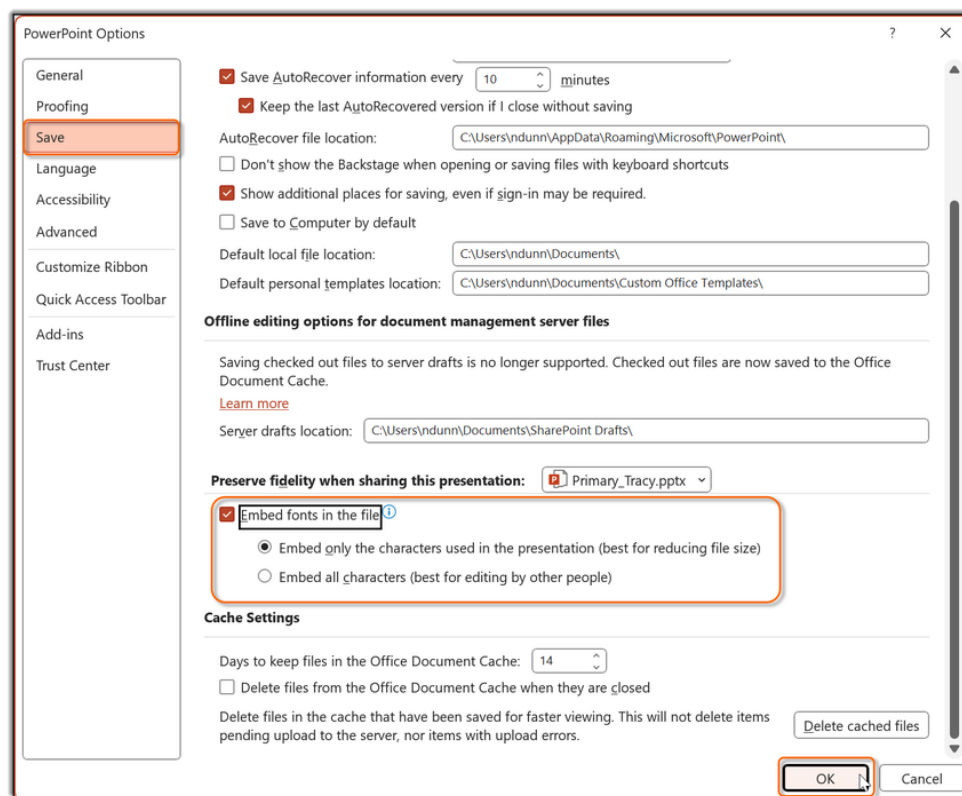 PowerPoint Options
?
General
Proofing
Save
Language
Accessibility
Advanced
Customize Ribbon
Quick Access Toolbar
Add-ins
Trust Center
Save AutoRecover information every 10 minutes
Keep the last AutoRecovered version if I close without saving
AutoRecover file location: C:\Users\ndunn\AppData\Roaming\Microsoft\PowerPoint\
Don't show the Backstage when opening or saving files with keyboard shortcuts
Show additional places for saving, even if sign-in may be required.
Save to Computer by default
Default local file location: C:\Users\ndunn\Documents\
Default personal templates location: C:\Users\ndunn\Documents\Custom Office Templates\
Offline editing options for document management server files
Saving checked out files to server drafts is no longer supported. Checked out files are now saved to the Office
Document Cache.
Learn more
Server drafts location: C:\Users\ndunn\Documents\SharePoint Drafts\
Preserve fidelity when sharing this presentation: P Primary_Tracy.pptx
Embed fonts in the file i
Embed only the characters used in the presentation (best for reducing file size)
Embed all characters (best for editing by other people)
Cache Settings
Days to keep files in the Office Document Cache: 14
Delete files from the Office Document Cache when they are closed
Delete files in the cache that have been saved for faster viewing. This will not delete items
pending upload to the server, nor items with upload errors.
Delete cached files
OK
Cancel